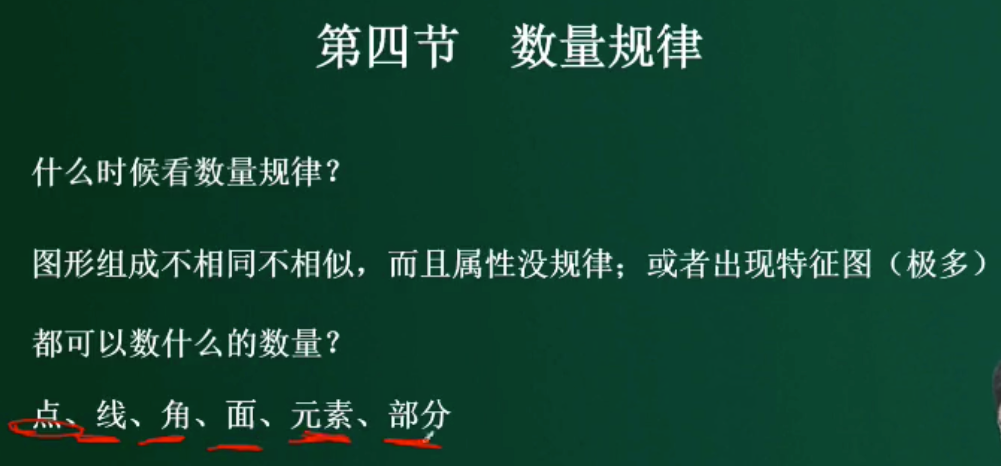 第四节 数量规律
什么时候看数量规律？
图形组成不相同不相似，而且属性没规律；或者出现特征图（极多）
都可以数什么的数量？
点、线、角、面、元素、部分